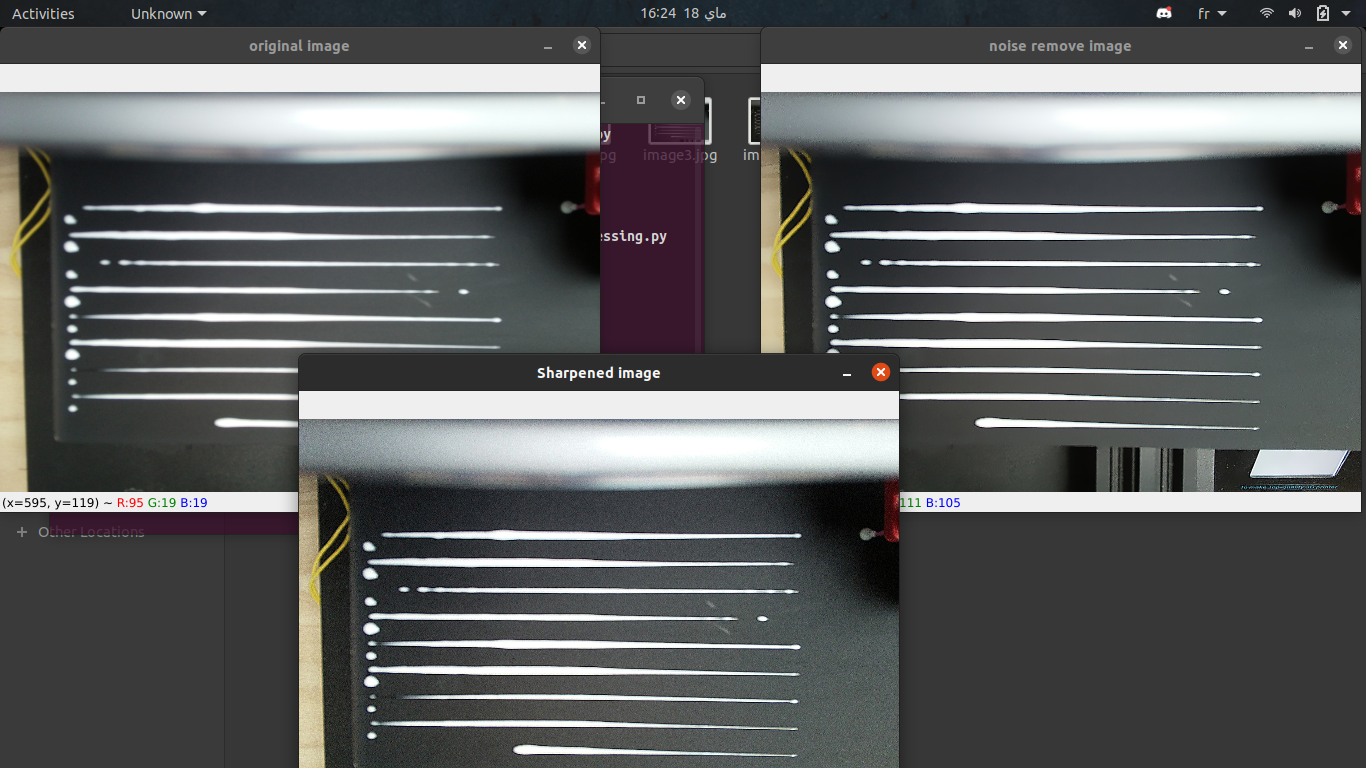 Activities
Unknown
16:24 18 ماي
fr
original image
noise remove image
py
pg
image3.jpg
im
essing.py
Sharpened image
(x=595, y=119) ~ R:95 G:19 B:19
111 B:105
+ Other Locations